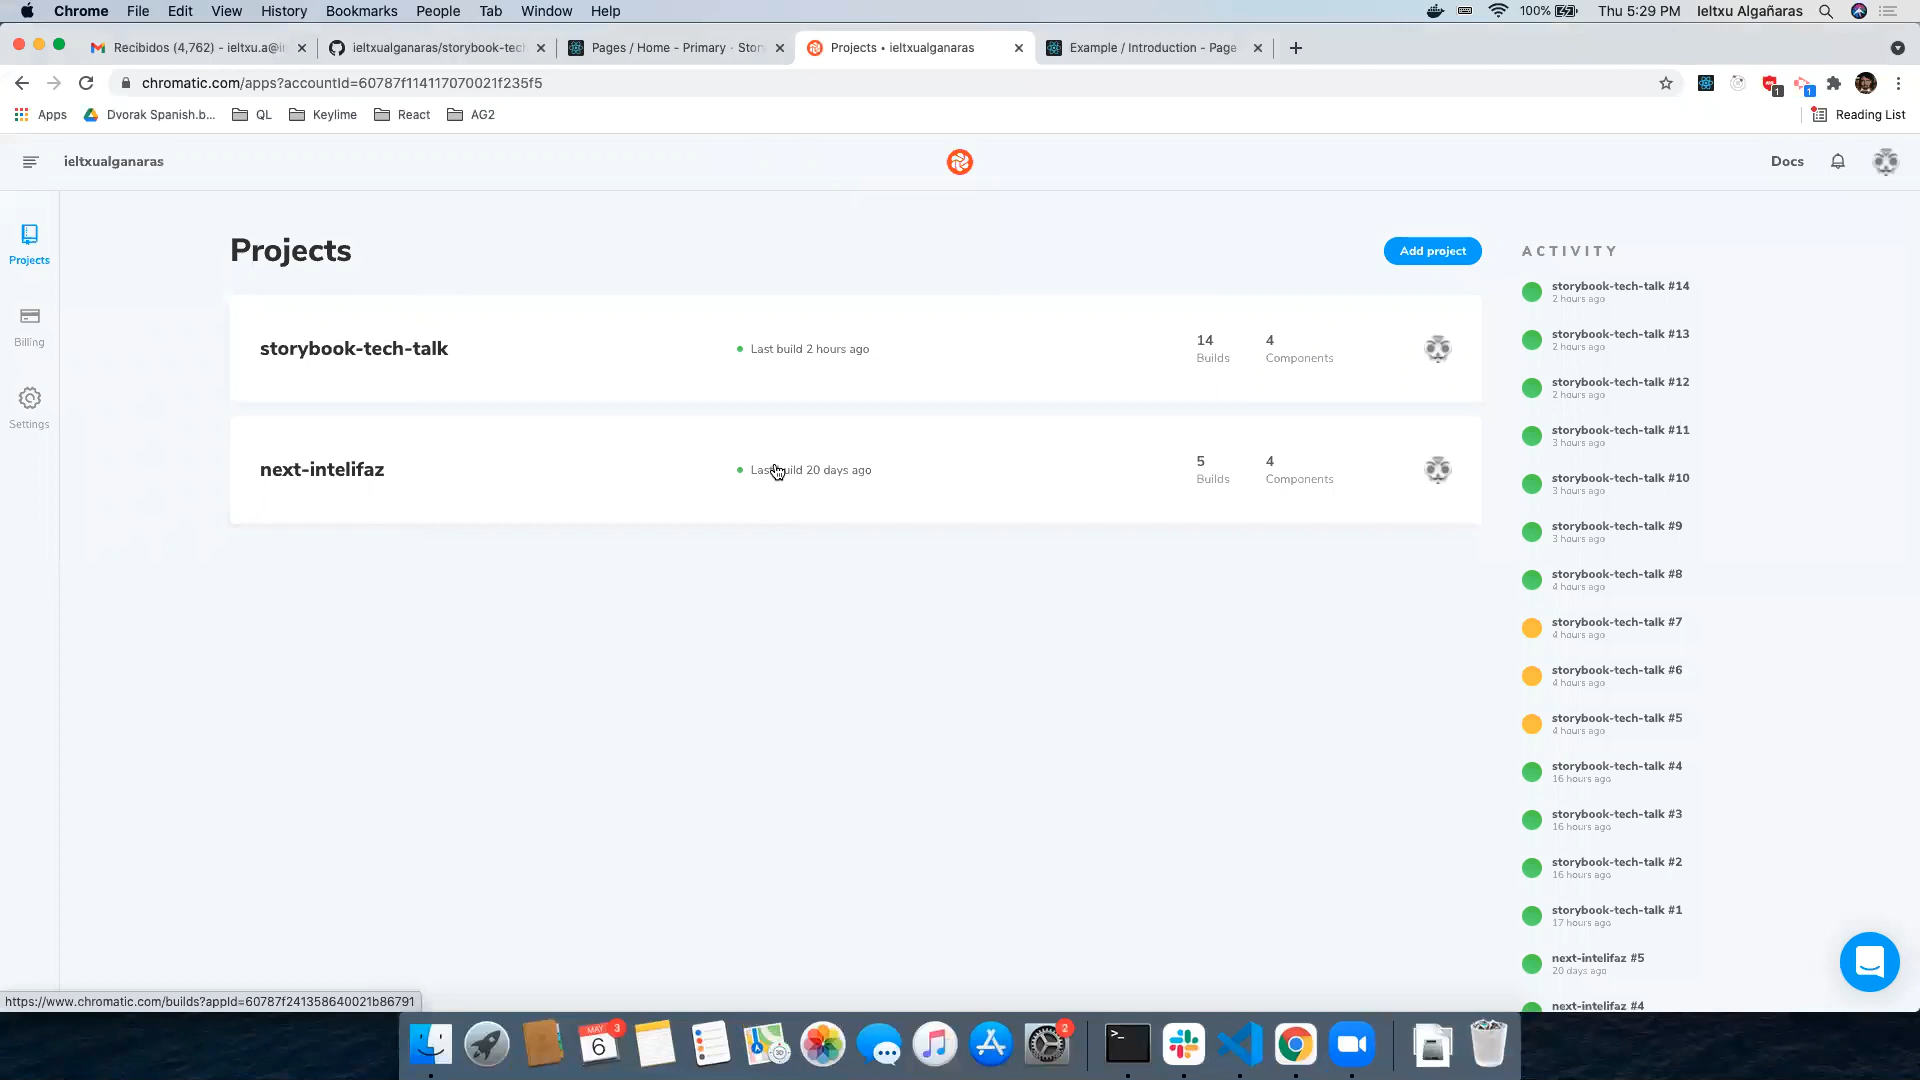 Chrome File Edit View History Bookmarks People Tab Window Help 100% Thu 5:29 PM Ieltxu Algañaras
Recibidos (4,762) - ieltxu.a@i
ieltxualganaras/storybook-tech
Pages / Home - Primary · Stor
Projects • ieltxualganaras
Example / Introduction - Page
chromatic.com/apps?accountId=60787f114117070021f235f5
1
1
Apps Dvorak Spanish.b... QL Keylime React AG2 Reading List
ieltxualganaras
Docs
Projects
Billing
Settings
Projects
Add project
storybook-tech-talk
Last build 2 hours ago
14
Builds
4
Components
next-intelifaz
Last build 20 days ago
5
Builds
4
Components
ACTIVITY
storybook-tech-talk #14
2 hours ago
storybook-tech-talk #13
2 hours ago
storybook-tech-talk #12
2 hours ago
storybook-tech-talk #11
3 hours ago
storybook-tech-talk #10
3 hours ago
storybook-tech-talk #9
3 hours ago
storybook-tech-talk #8
4 hours ago
storybook-tech-talk #7
4 hours ago
storybook-tech-talk #6
4 hours ago
storybook-tech-talk #5
4 hours ago
storybook-tech-talk #4
16 hours ago
storybook-tech-talk #3
16 hours ago
storybook-tech-talk #2
16 hours ago
storybook-tech-talk #1
17 hours ago
next-intelifaz #5
20 days ago
next-intelifaz #4
https://www.chromatic.com/builds?appId=60787f241358640021b86791
MAY
6
3
2